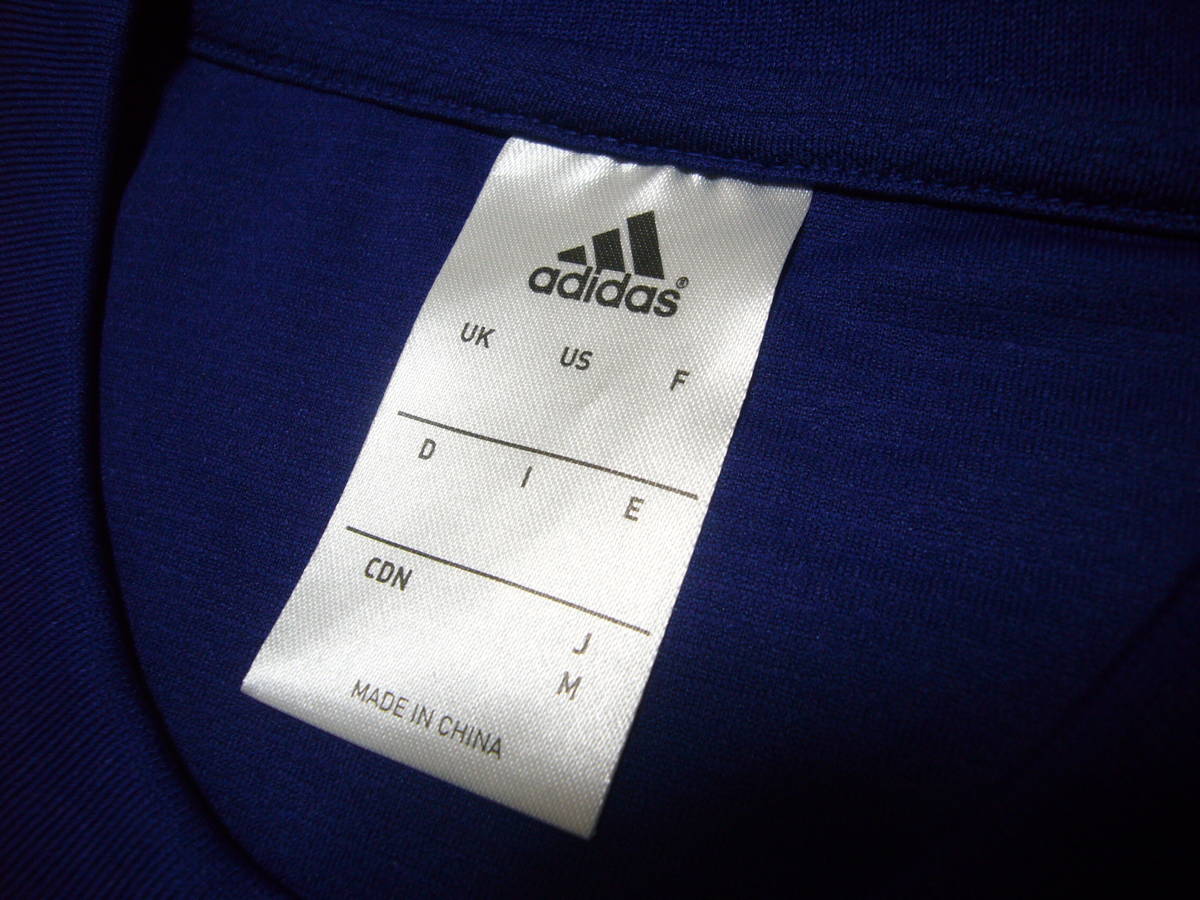 adidas®
UK US F
D I E
CDN J
M
MADE IN CHINA